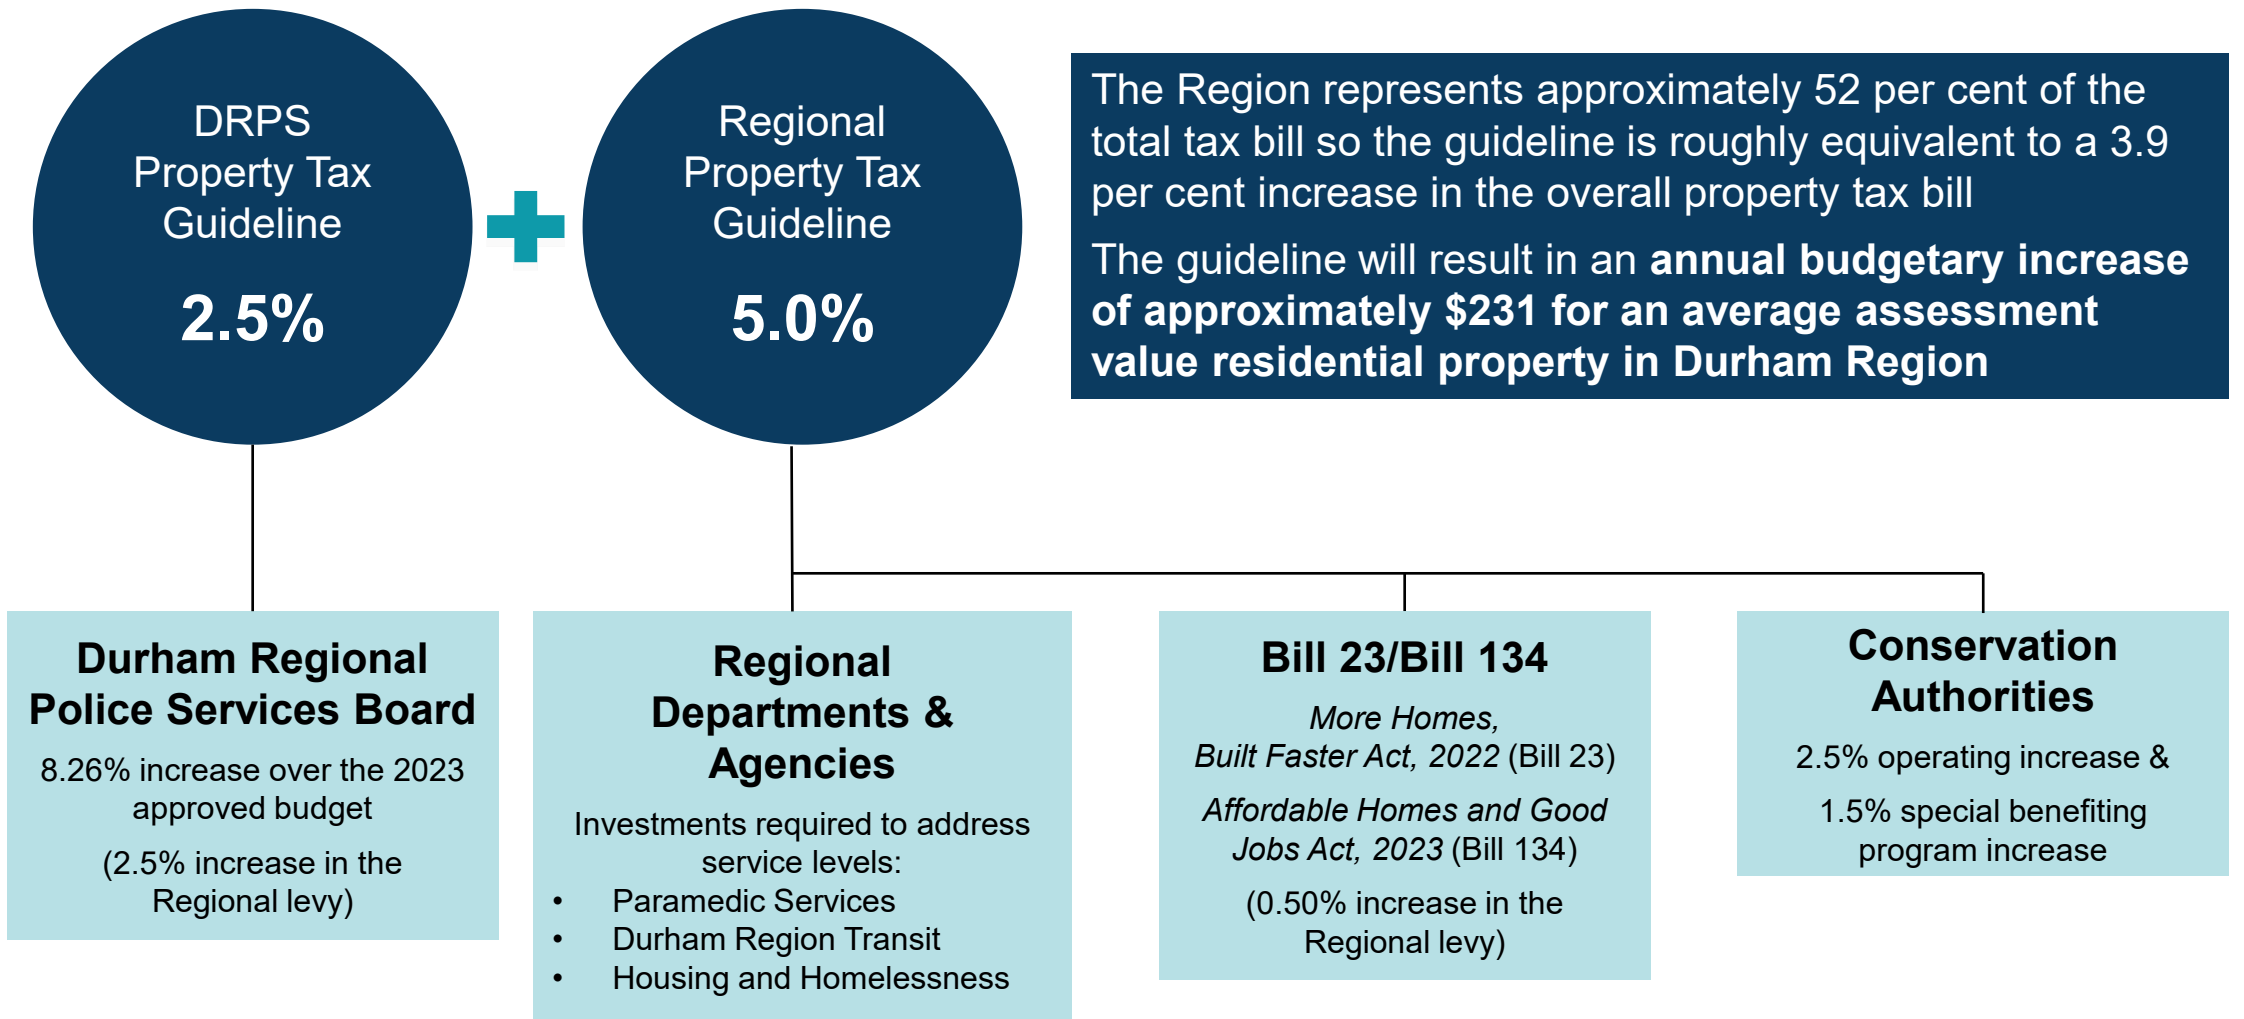 DRPS
Property Tax
Guideline
2.5%
Regional
Property Tax
Guideline
5.0%
The Region represents approximately 52 per cent of the
total tax bill so the guideline is roughly equivalent to a 3.9
per cent increase in the overall property tax bill
The guideline will result in an annual budgetary increase
of approximately $231 for an average assessment
value residential property in Durham Region
Durham Regional
Police Services Board
8.26% increase over the 2023
approved budget
(2.5% increase in the
Regional levy)
Regional
Departments &
Agencies
Investments required to address
service levels:
• Paramedic Services
• Durham Region Transit
• Housing and Homelessness
Bill 23/Bill 134
More Homes,
Built Faster Act, 2022 (Bill 23)
Affordable Homes and Good
Jobs Act, 2023 (Bill 134)
(0.50% increase in the
Regional levy)
Conservation
Authorities
2.5% operating increase &
1.5% special benefiting
program increase